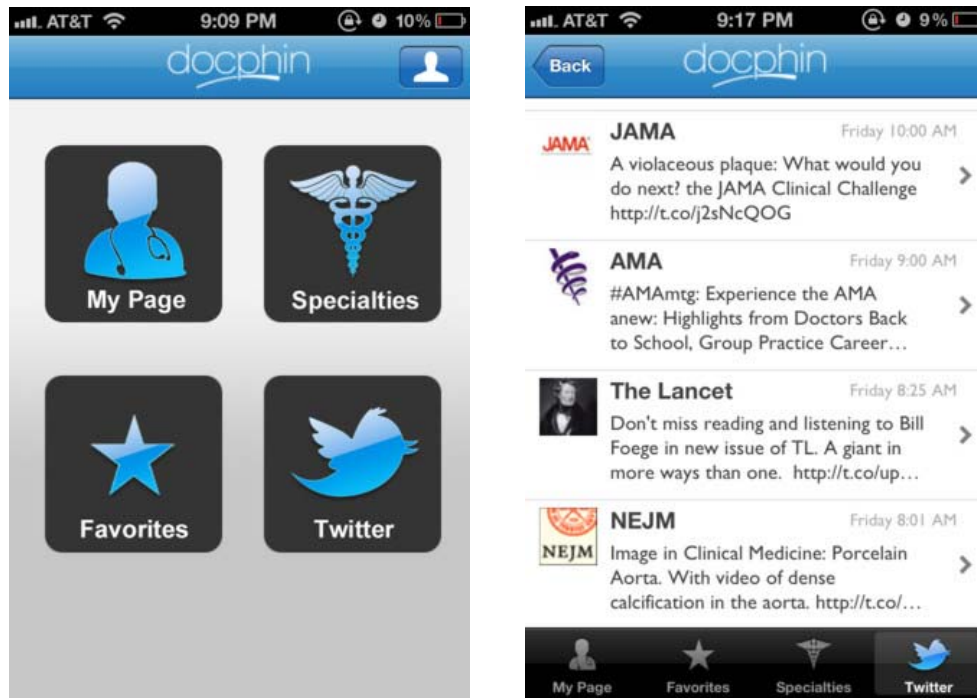 AT&T 9:09 PM 10%
docphin
My Page
Specialties
Favorites
Twitter
AT&T 9:17 PM 9%
Back
docphin
JAMA
JAMA Friday 10:00 AM
A violaceous plaque: What would you
do next? the JAMA Clinical Challenge
http://t.co/j2sNcQOG
AMA Friday 9:00 AM
#AMAmtg: Experience the AMA
anew: Highlights from Doctors Back
to School, Group Practice Career...
The Lancet Friday 8:25 AM
Don't miss reading and listening to Bill
Foege in new issue of TL. A giant in
more ways than one. http://t.co/up...
NEJM
NEJM Friday 8:01 AM
Image in Clinical Medicine: Porcelain
Aorta. With video of dense
calcification in the aorta. http://t.co/...
My Page Favorites Specialties Twitter